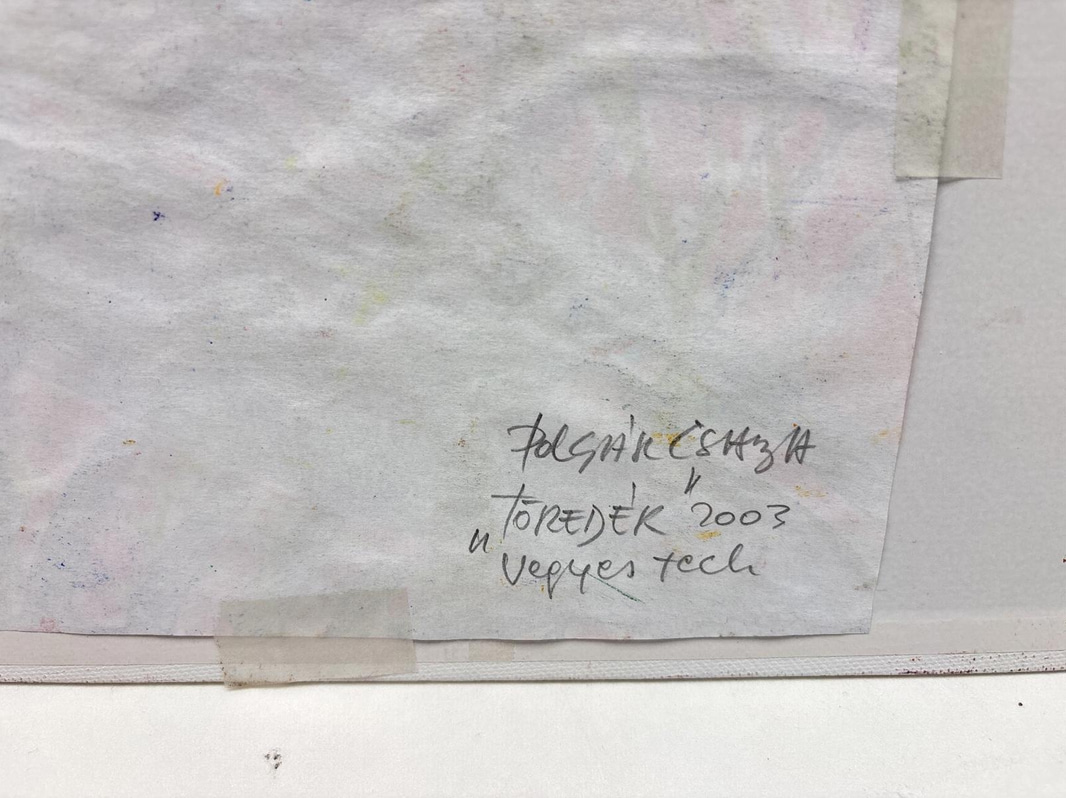 POLGÁR CSABA
„TÖREDÉK" 2003
vegyes tech